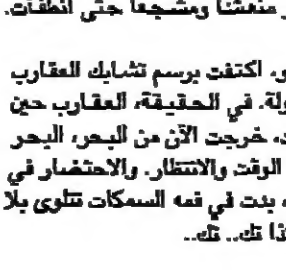 منعشا ومشجعا حتى انطفأت.
و، اكتفت برسم تشابك العقارب
ولة. في الحقيقة، العقارب حين
، خرجت الآن من البحر، البحر
الوقت والانتظار. والاحتضار في
، بدت في فمه السمكات تتلوى بلا
ذا تك.. تك..